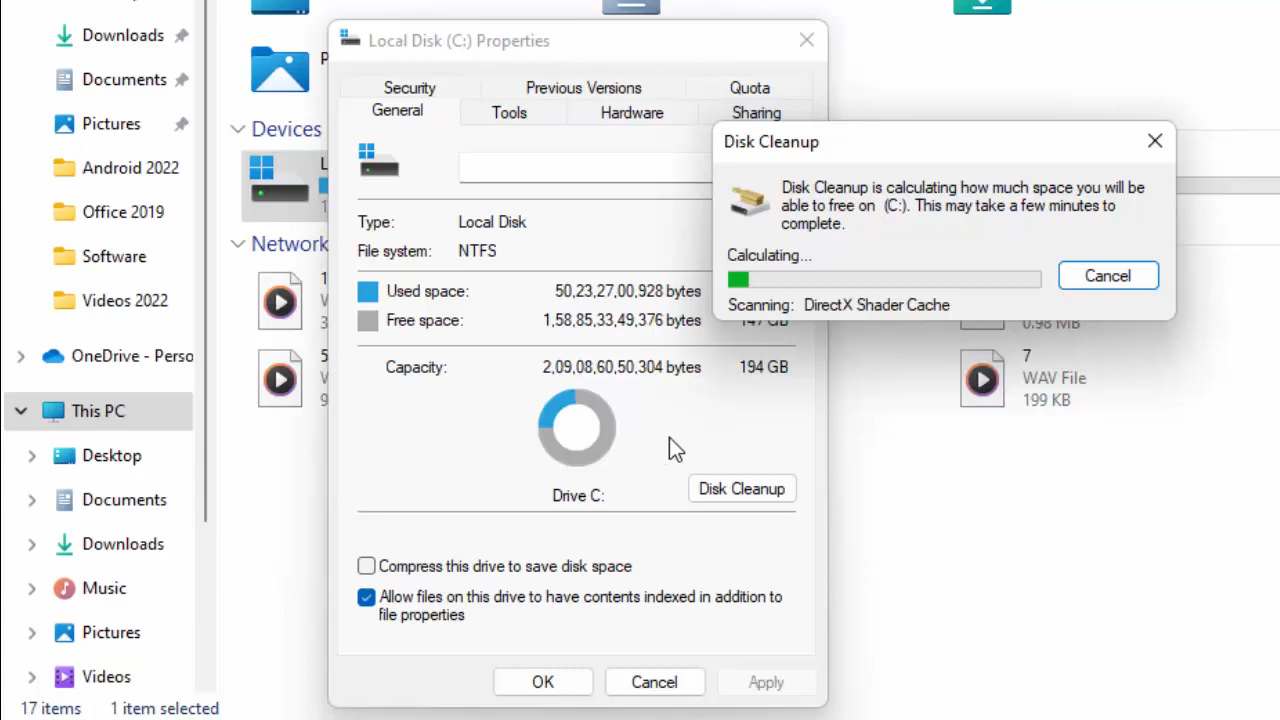 Downloads
Documents
Pictures
Android 2022
Office 2019
Software
Videos 2022
OneDrive - Perso
This PC
Desktop
Documents
Downloads
Music
Pictures
Videos
17 items 1 item selected
Devices
Network
Local Disk (C:) Properties
Security Previous Versions Quota
General Tools Hardware Sharing
Type: Local Disk
File system: NTFS
Used space: 50,23,27,00,928 bytes
Free space: 1,58,85,33,49,376 bytes 147 GB
Capacity: 2,09,08,60,50,304 bytes 194 GB
Drive C: Disk Cleanup
Compress this drive to save disk space
Allow files on this drive to have contents indexed in addition to
file properties
OK Cancel Apply
Disk Cleanup
Disk Cleanup is calculating how much space you will be
able to free on (C:). This may take a few minutes to
complete.
Calculating...
Cancel
Scanning: DirectX Shader Cache
0.98 MB
7
WAV File
199 KB